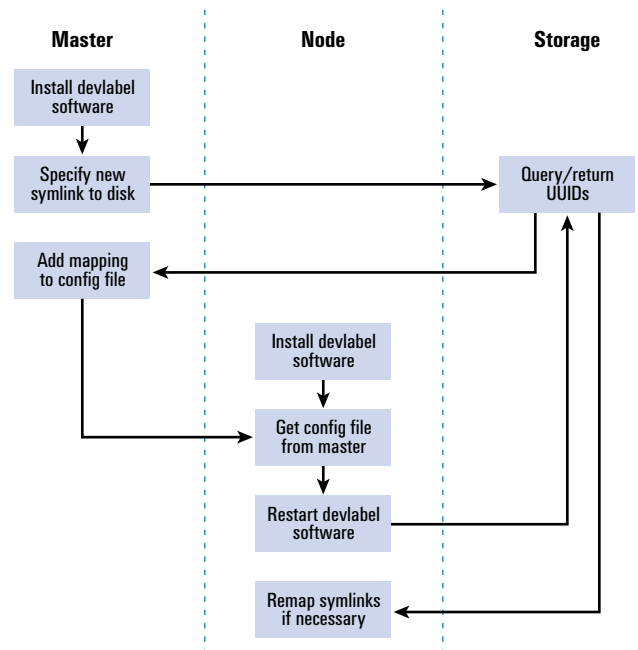 Master
Node
Storage
Install devlabel
software
Specify new
symlink to disk
Query/return
UUIDs
Add mapping
to config file
Install devlabel
software
Get config file
from master
Restart devlabel
software
Remap symlinks
if necessary